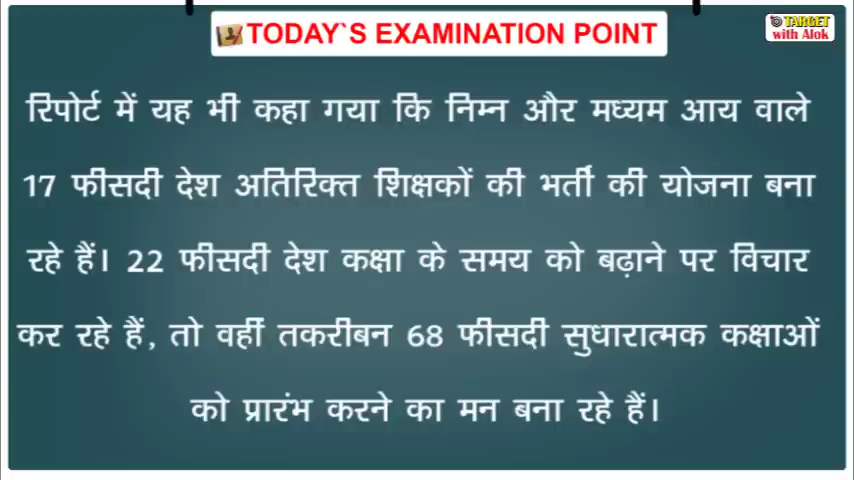 TODAY`S EXAMINATION POINT
TARGET
with Alok
रिपोर्ट में यह भी कहा गया कि निम्न और मध्यम आय वाले
17 फीसदी देश अतिरिक्त शिक्षकों की भर्ती की योजना बना
रहे हैं। 22 फीसदी देश कक्षा के समय को बढ़ाने पर विचार
कर रहे हैं, तो वहीं तकरीबन 68 फीसदी सुधारात्मक कक्षाओं
को प्रारंभ करने का मन बना रहे हैं।